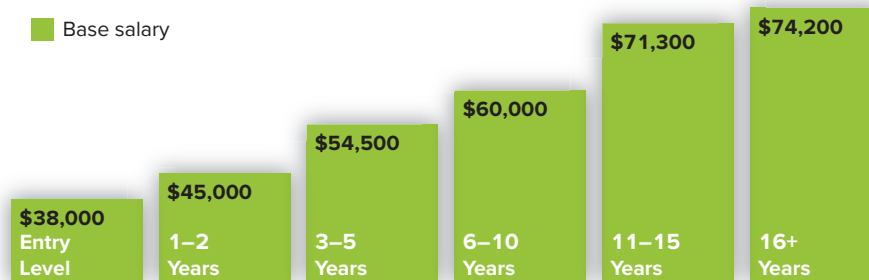 Base salary
$38,000
Entry
Level
$45,000
1–2
Years
$54,500
3–5
Years
$60,000
6–10
Years
$71,300
11–15
Years
$74,200
16+
Years